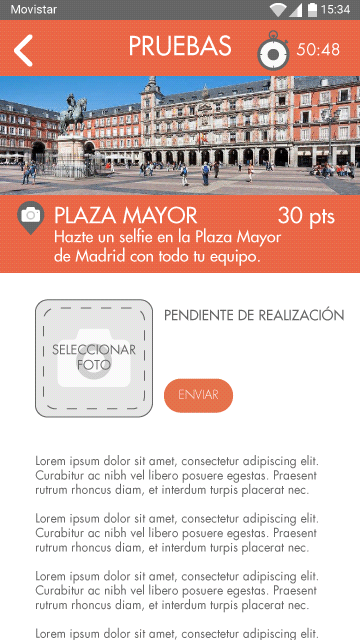 Movistar 15:34
PRUEBAS 50:48
PLAZA MAYOR 30 pts
Hazte un selfie en la Plaza Mayor
de Madrid con todo tu equipo.
PENDIENTE DE REALIZACIÓN
SELECCIONAR
FOTO
ENVIAR
Lorem ipsum dolor sit amet, consectetur adipiscing elit.
Curabitur ac nibh vel libero posuere egestas. Praesent
rutrum rhoncus diam, et interdum turpis placerat nec.
Lorem ipsum dolor sit amet, consectetur adipiscing elit.
Curabitur ac nibh vel libero posuere egestas. Praesent
rutrum rhoncus diam, et interdum turpis placerat nec.
Lorem ipsum dolor sit amet, consectetur adipiscing elit.
Curabitur ac nibh vel libero posuere egestas. Praesent
rutrum rhoncus diam, et interdum turpis placerat nec.
Lorem ipsum dolor sit amet, consectetur adipiscing elit.